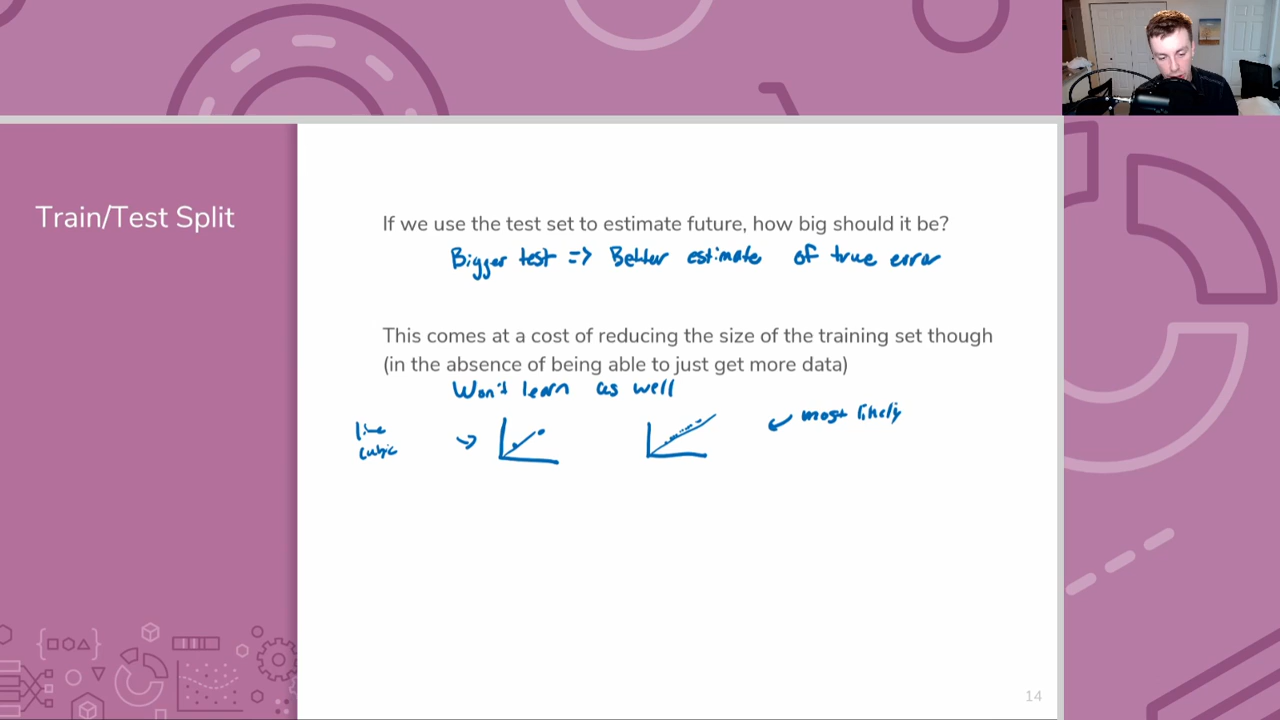 Train/Test Split
If we use the test set to estimate future, how big should it be?
Bigger test => Better estimate of true error
This comes at a cost of reducing the size of the training set though
(in the absence of being able to just get more data)
Won't learn as well
most likely
line
cubic
14